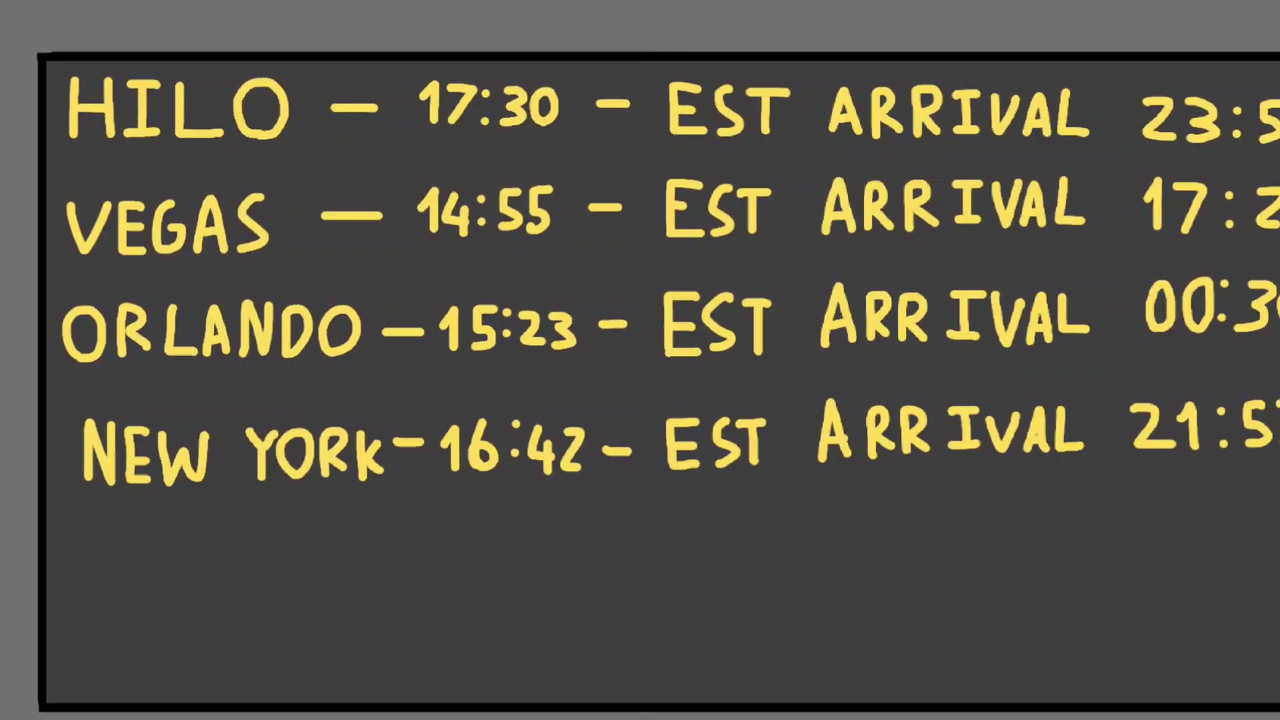 HILO — 17:30 — EST ARRIVAL 23:5
VEGAS — 14:55 — EST ARRIVAL 17:2
ORLANDO — 15:23 — EST ARRIVAL 00:3
NEW YORK — 16:42 — EST ARRIVAL 21:5